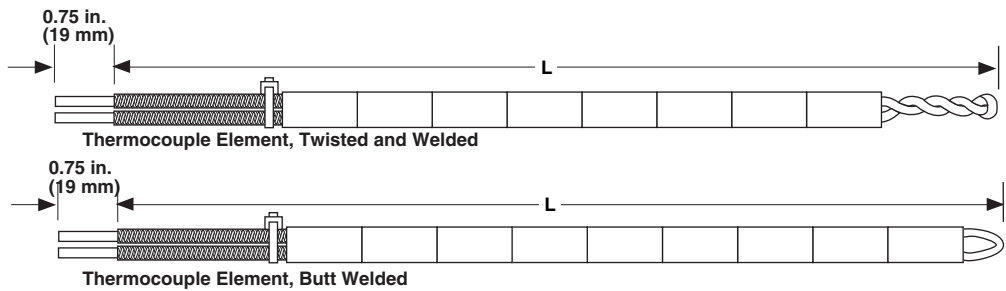 0.75 in.
(19 mm)
L
Thermocouple Element, Twisted and Welded
0.75 in.
(19 mm)
L
Thermocouple Element, Butt Welded